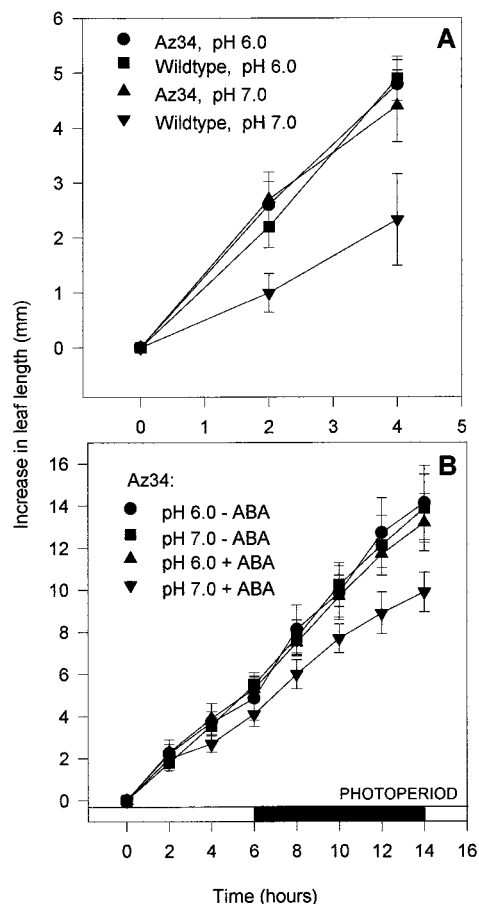 A
Az34, pH 6.0
Wildtype, pH 6.0
Az34, pH 7.0
Wildtype, pH 7.0
6
5
4
3
2
1
0
0 1 2 3 4 5
Increase in leaf length (mm)
B
Az34:
pH 6.0 - ABA
pH 7.0 - ABA
pH 6.0 + ABA
pH 7.0 + ABA
16
14
12
10
8
6
4
2
0
PHOTOPERIOD
0 2 4 6 8 10 12 14 16
Time (hours)